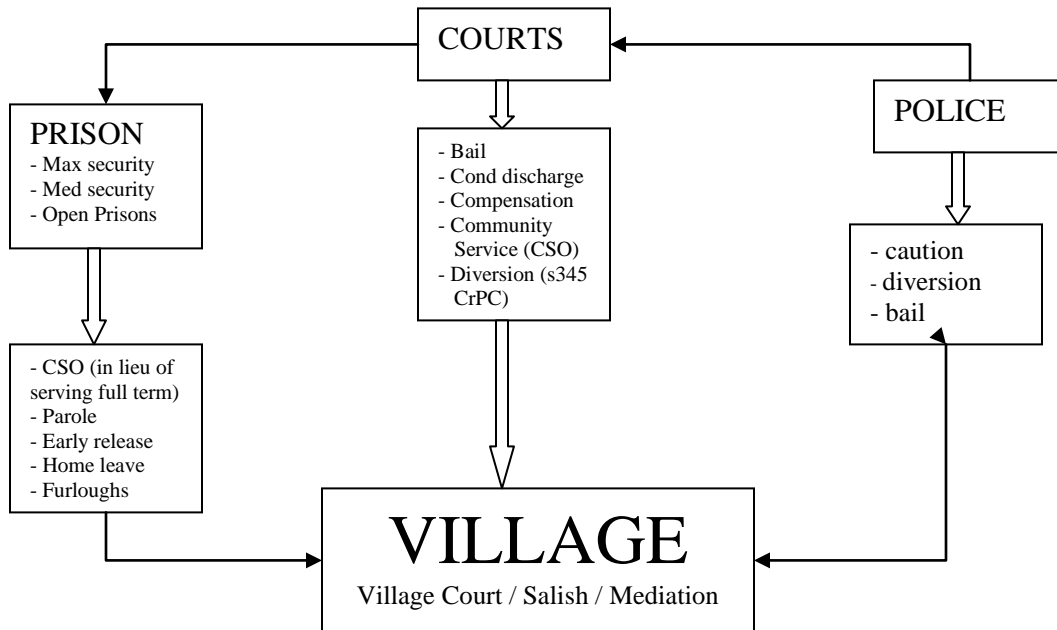 COURTS
PRISON
- Max security
- Med security
- Open Prisons
- Bail
- Cond discharge
- Compensation
- Community
Service (CSO)
- Diversion (s345
CrPC)
POLICE
- caution
- diversion
- bail
- CSO (in lieu of
serving full term)
- Parole
- Early release
- Home leave
- Furloughs
VILLAGE
Village Court / Salish / Mediation